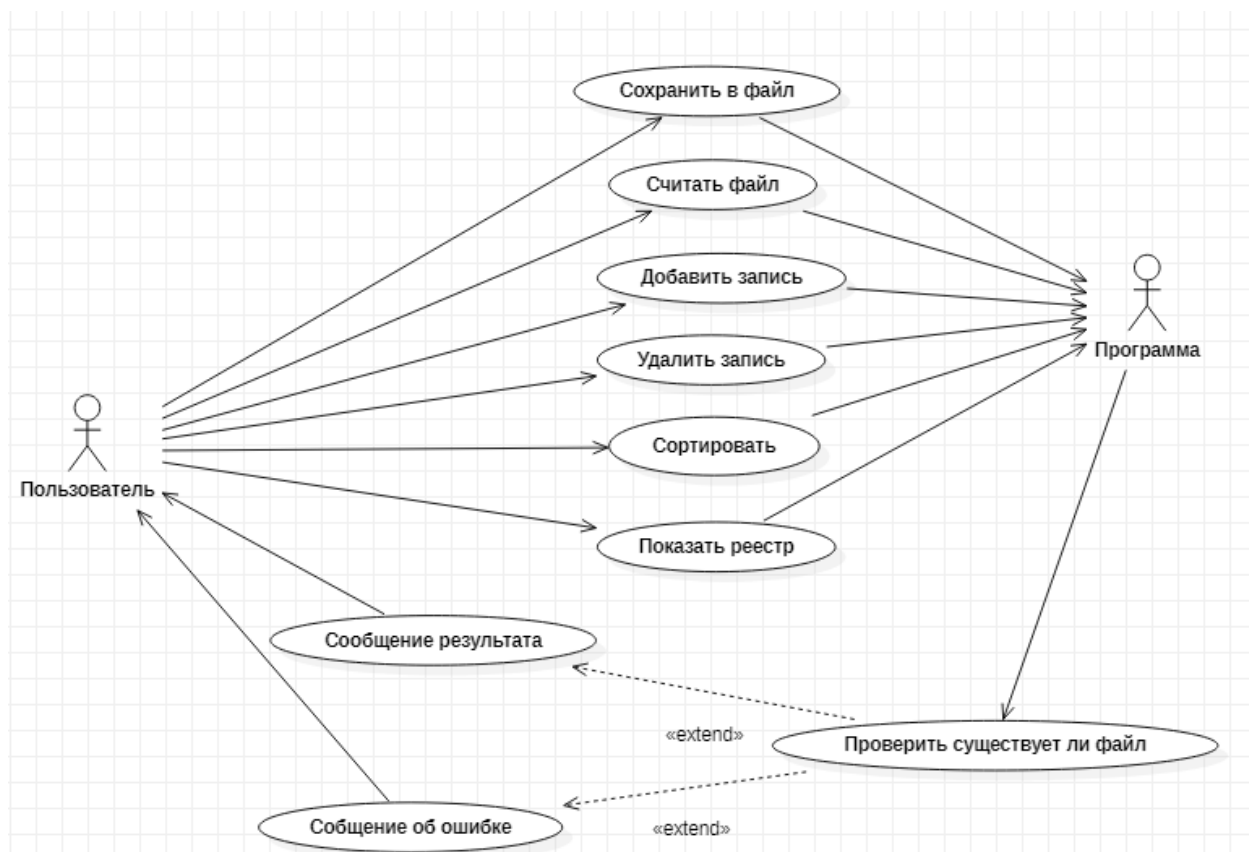 Сохранить в файл
Считать файл
Добавить запись
Удалить запись
Сортировать
Показать реестр
Программа
Пользователь
Сообщение результата
«extend»
Проверить существует ли файл
Собщение об ошибке
«extend»